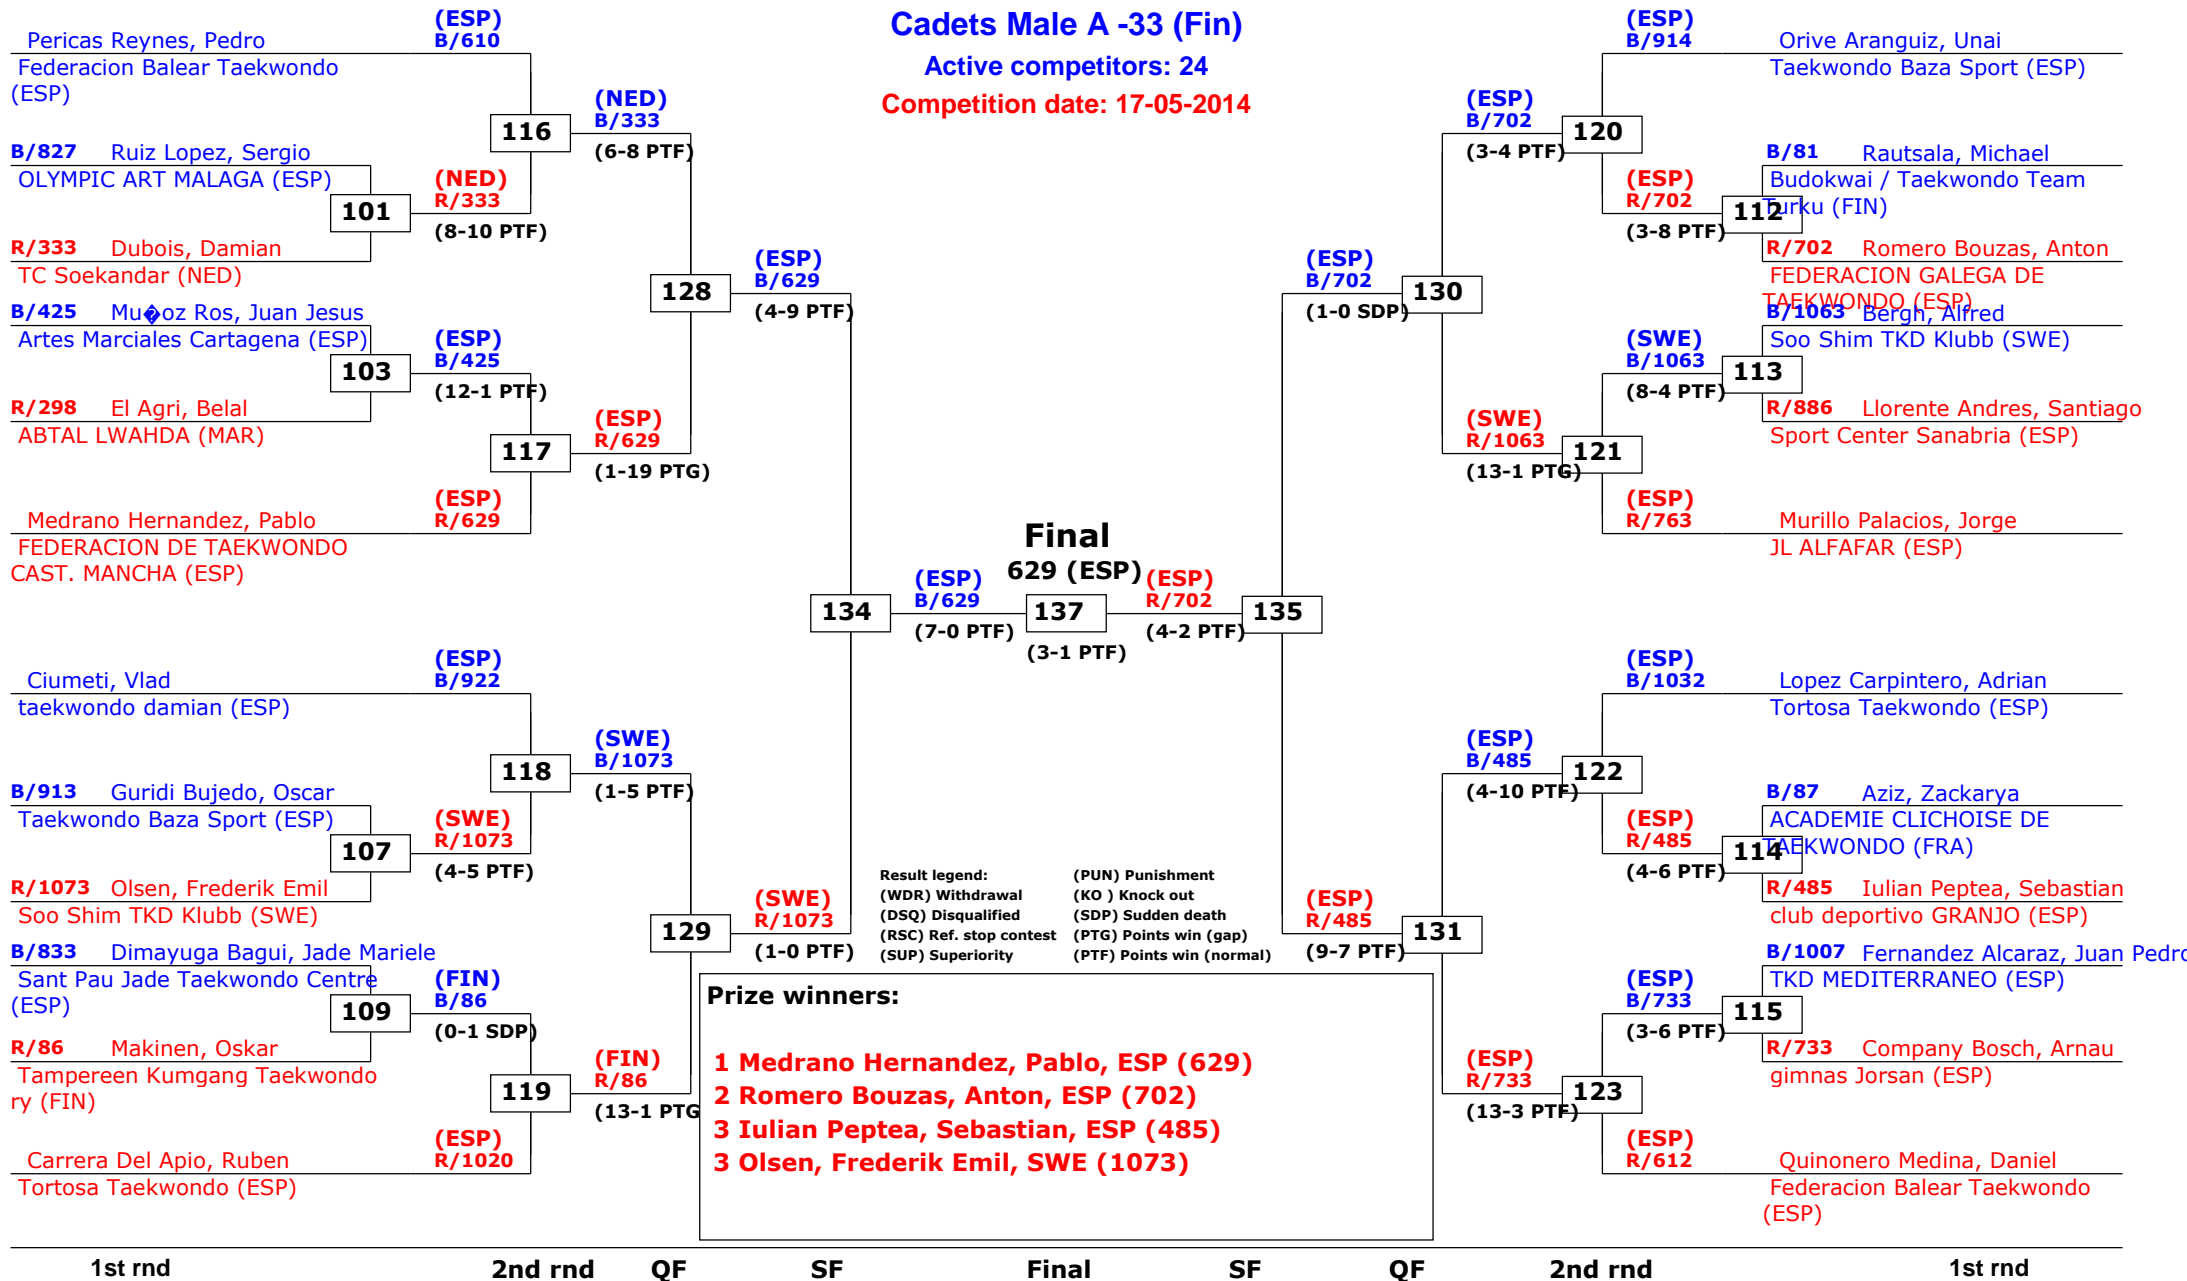 Cadets Male A -33 (Fin)
Active competitors: 24
Competition date: 17-05-2014
(ESP)
B/610
Pericas Reynes, Pedro
Federacion Balear Taekwondo
(ESP)
116
(NED)
B/333
(6-8 PTF)
B/827 Ruiz Lopez, Sergio
OLYMPIC ART MALAGA (ESP)
101
(NED)
R/333
(8-10 PTF)
R/333 Dubois, Damian
TC Soekandar (NED)
128
(ESP)
B/629
(4-9 PTF)
B/425 Mu�oz Ros, Juan Jesus
Artes Marciales Cartagena (ESP)
103
(ESP)
B/425
(12-1 PTF)
R/298 El Agri, Belal
ABTAL LWAHDA (MAR)
117
(ESP)
R/629
(1-19 PTG)
(ESP)
R/629
Medrano Hernandez, Pablo
FEDERACION DE TAEKWONDO
CAST. MANCHA (ESP)
134
(ESP)
B/629
(7-0 PTF)
Final
629 (ESP)
137
(3-1 PTF)
(ESP)
R/702
(4-2 PTF)
135
(ESP)
B/922
Ciumeti, Vlad
taekwondo damian (ESP)
118
(SWE)
B/1073
(1-5 PTF)
B/913 Guridi Bujedo, Oscar
Taekwondo Baza Sport (ESP)
107
(SWE)
R/1073
(4-5 PTF)
R/1073 Olsen, Frederik Emil
Soo Shim TKD Klubb (SWE)
129
(SWE)
R/1073
(1-0 PTF)
B/833 Dimayuga Bagui, Jade Mariele
Sant Pau Jade Taekwondo Centre
(ESP)
109
(FIN)
B/86
(0-1 SDP)
R/86 Makinen, Oskar
Tampereen Kumgang Taekwondo
ry (FIN)
119
(FIN)
R/86
(13-1 PTG
(ESP)
R/1020
Carrera Del Apio, Ruben
Tortosa Taekwondo (ESP)
(ESP)
B/914
Orive Aranguiz, Unai
Taekwondo Baza Sport (ESP)
(ESP)
B/702
(3-4 PTF)
120
B/81 Rautsala, Michael
Budokwai / Taekwondo Team
Turku (FIN)
(ESP)
R/702
(3-8 PTF)
112
R/702 Romero Bouzas, Anton
FEDERACION GALEGA DE
TAEKWONDO (ESP)
(ESP)
B/702
(1-0 SDP)
130
B/1063 Bergh, Alfred
Soo Shim TKD Klubb (SWE)
(SWE)
B/1063
(8-4 PTF)
113
R/886 Llorente Andres, Santiago
Sport Center Sanabria (ESP)
(SWE)
R/1063
(13-1 PTG)
121
(ESP)
R/763
Murillo Palacios, Jorge
JL ALFAFAR (ESP)
(ESP)
B/1032
Lopez Carpintero, Adrian
Tortosa Taekwondo (ESP)
(ESP)
B/485
(4-10 PTF)
122
B/87 Aziz, Zackarya
ACADEMIE CLICHOISE DE
TAEKWONDO (FRA)
(ESP)
R/485
(4-6 PTF)
114
R/485 Iulian Peptea, Sebastian
club deportivo GRANJO (ESP)
(ESP)
R/485
(9-7 PTF)
131
B/1007 Fernandez Alcaraz, Juan Pedro
TKD MEDITERRANEO (ESP)
(ESP)
B/733
(3-6 PTF)
115
R/733 Company Bosch, Arnau
gimnas Jorsan (ESP)
(ESP)
R/733
(13-3 PTF)
123
(ESP)
R/612
Quinonero Medina, Daniel
Federacion Balear Taekwondo
(ESP)
Result legend: (PUN) Punishment
(WDR) Withdrawal (KO ) Knock out
(DSQ) Disqualified (SDP) Sudden death
(RSC) Ref. stop contest (PTG) Points win (gap)
(SUP) Superiority (PTF) Points win (normal)
Prize winners:
1 Medrano Hernandez, Pablo, ESP (629)
2 Romero Bouzas, Anton, ESP (702)
3 Iulian Peptea, Sebastian, ESP (485)
3 Olsen, Frederik Emil, SWE (1073)
1st rnd 2nd rnd QF SF Final SF QF 2nd rnd 1st rnd